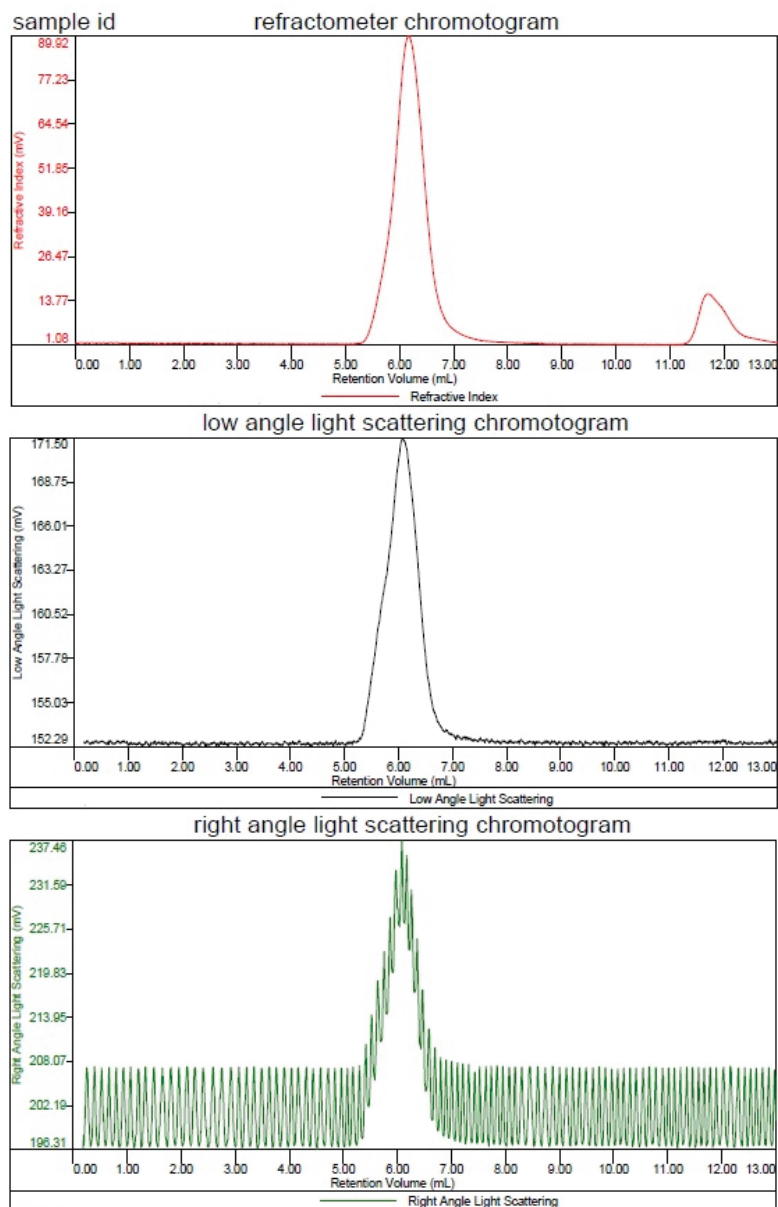 sample id refractometer chromotogram
89.92
77.23
64.54
51.85
39.16
26.47
13.77
1.08
Refractive Index (mV)
0.00 1.00 2.00 3.00 4.00 5.00 6.00 7.00 8.00 9.00 10.00 11.00 12.00 13.00
Retention Volume (mL)
Refractive Index
low angle light scattering chromotogram
171.50
168.75
166.01
163.27
160.52
157.78
155.03
152.29
Low Angle Light Scattering (mV)
0.00 1.00 2.00 3.00 4.00 5.00 6.00 7.00 8.00 9.00 10.00 11.00 12.00 13.00
Retention Volume (mL)
Low Angle Light Scattering
right angle light scattering chromotogram
237.46
231.59
225.71
219.83
213.95
208.07
202.19
196.31
Right Angle Light Scattering (mV)
0.00 1.00 2.00 3.00 4.00 5.00 6.00 7.00 8.00 9.00 10.00 11.00 12.00 13.00
Retention Volume (mL)
Right Angle Light Scattering